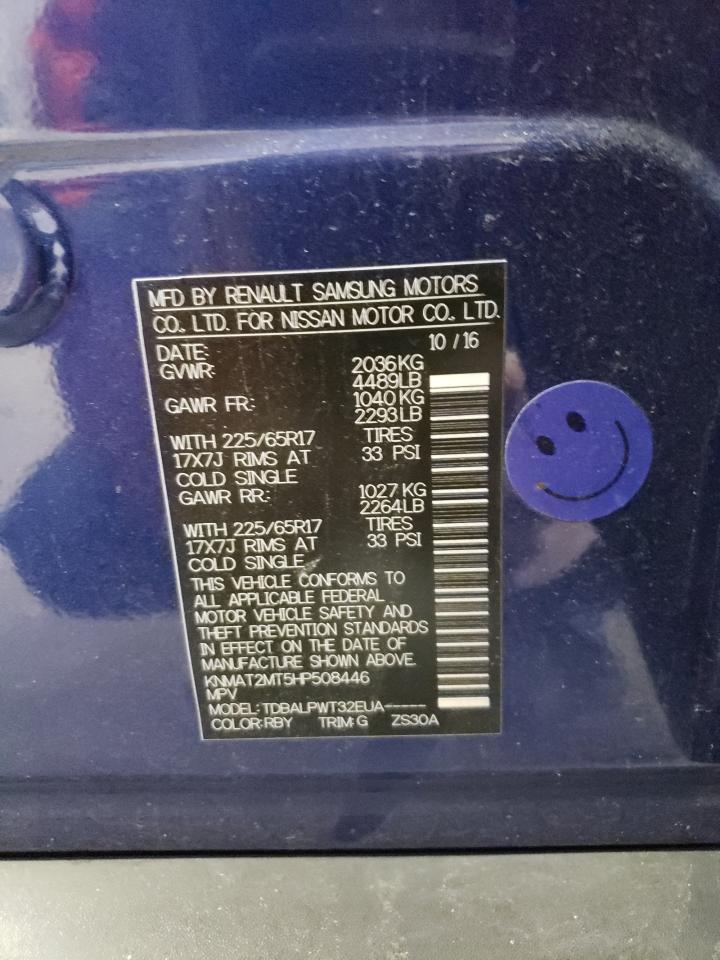 MFD BY RENAULT SAMSUNG MOTORS
CO., LTD. FOR NISSAN MOTOR CO., LTD.
DATE: 10 / 16
GVWR: 2036KG
4489LB
GAWR FR: 1040KG
2293LB
WITH 225/65R17 TIRES
17X7J RIMS AT 33 PSI
COLD SINGLE
GAWR RR: 1027KG
2264LB
WITH 225/65R17 TIRES
17X7J RIMS AT 33 PSI
COLD SINGLE
THIS VEHICLE CONFORMS TO
ALL APPLICABLE FEDERAL
MOTOR VEHICLE SAFETY AND
THEFT PREVENTION STANDARDS
IN EFFECT ON THE DATE OF
MANUFACTURE SHOWN ABOVE.
KNMAT2MT5HP508446
MPV
MODEL: TDBALPWT32EUA-----
COLOR:RBY TRIM:G ZS30A